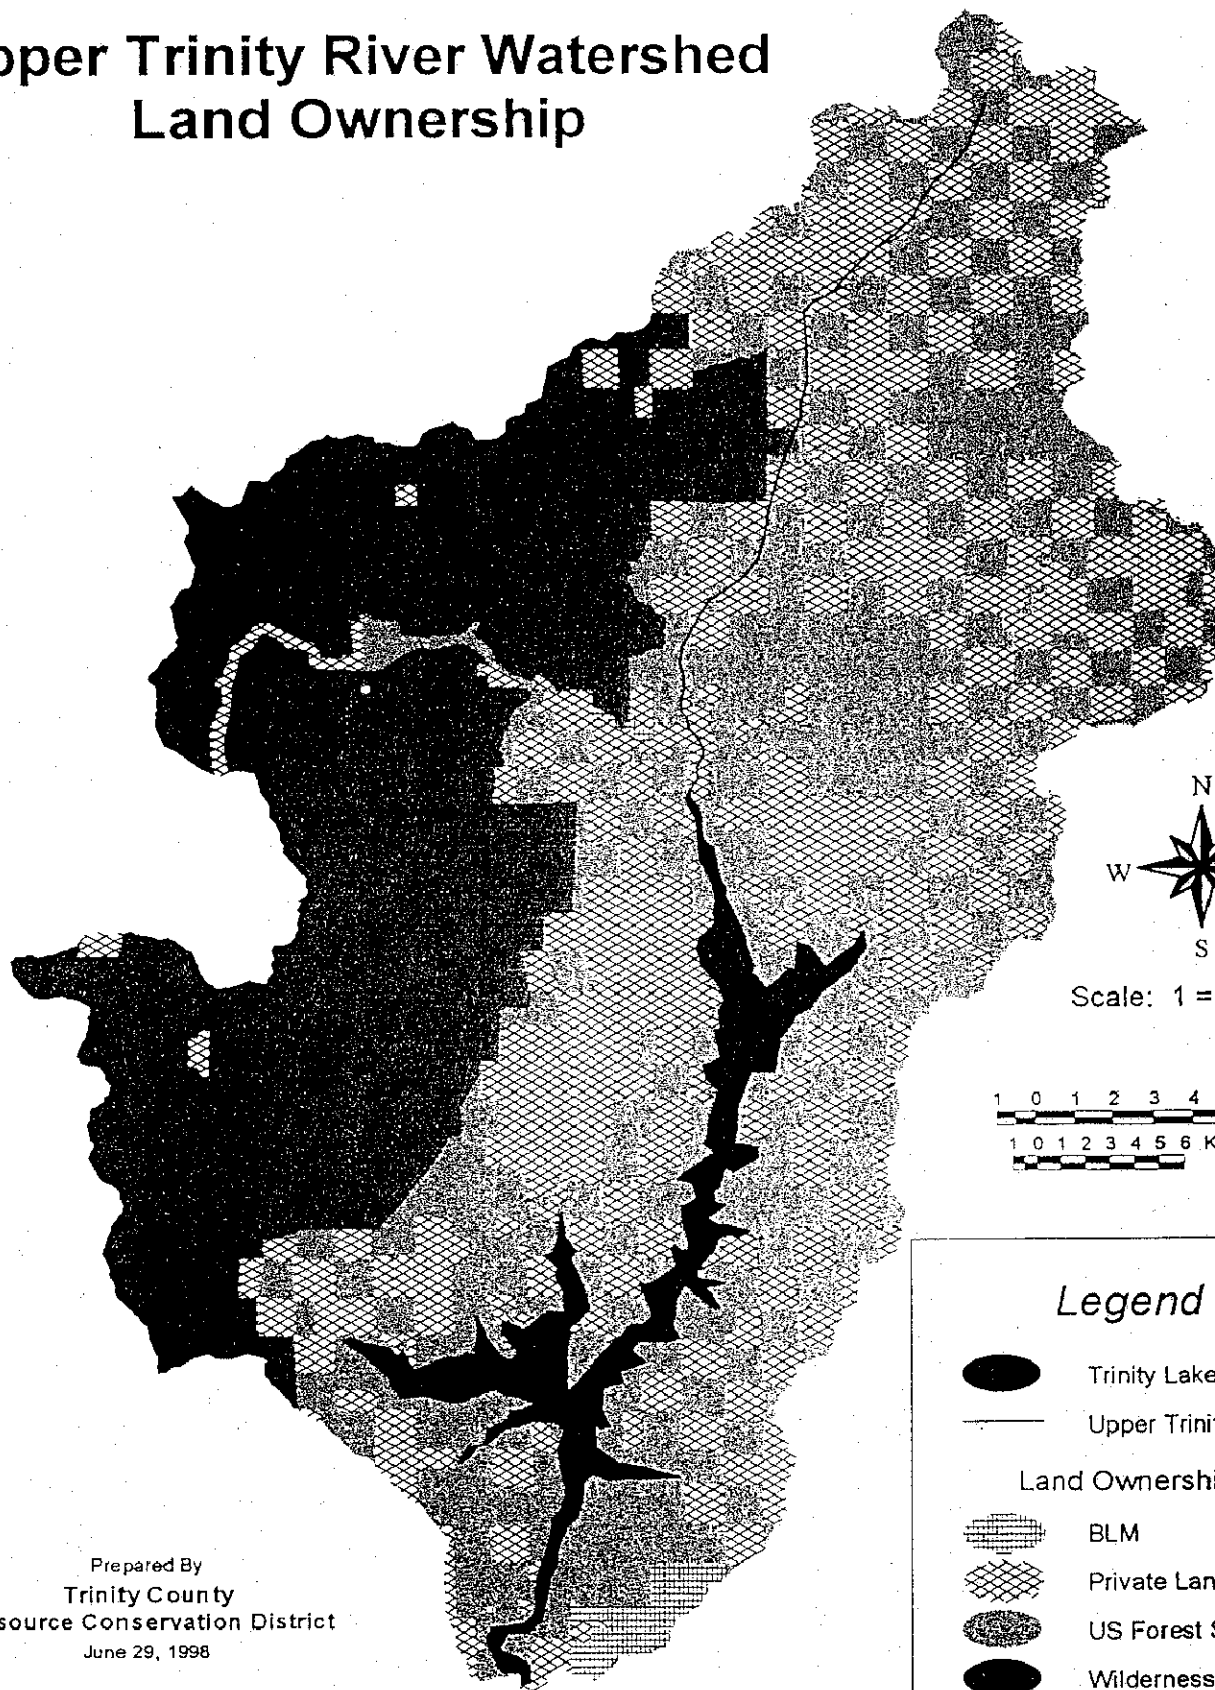 pper Trinity River Watershed
Land Ownership
N
W
S
Scale: 1 =
1 0 1 2 3 4
1 0 1 2 3 4 5 6 K
Legend
Trinity Lake
Upper Trinit
Land Ownershi
BLM
Private Lan
US Forest S
Wilderness
Prepared By
Trinity County
source Conservation District
June 29, 1998